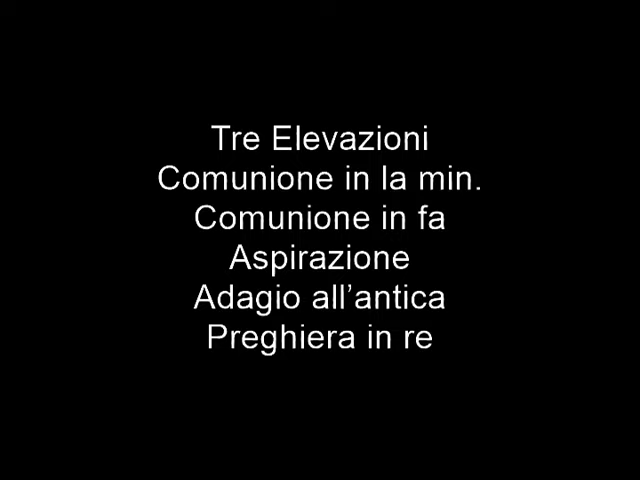 Tre Elevazioni
Comunione in la min.
Comunione in fa
Aspirazione
Adagio all’antica
Preghiera in re